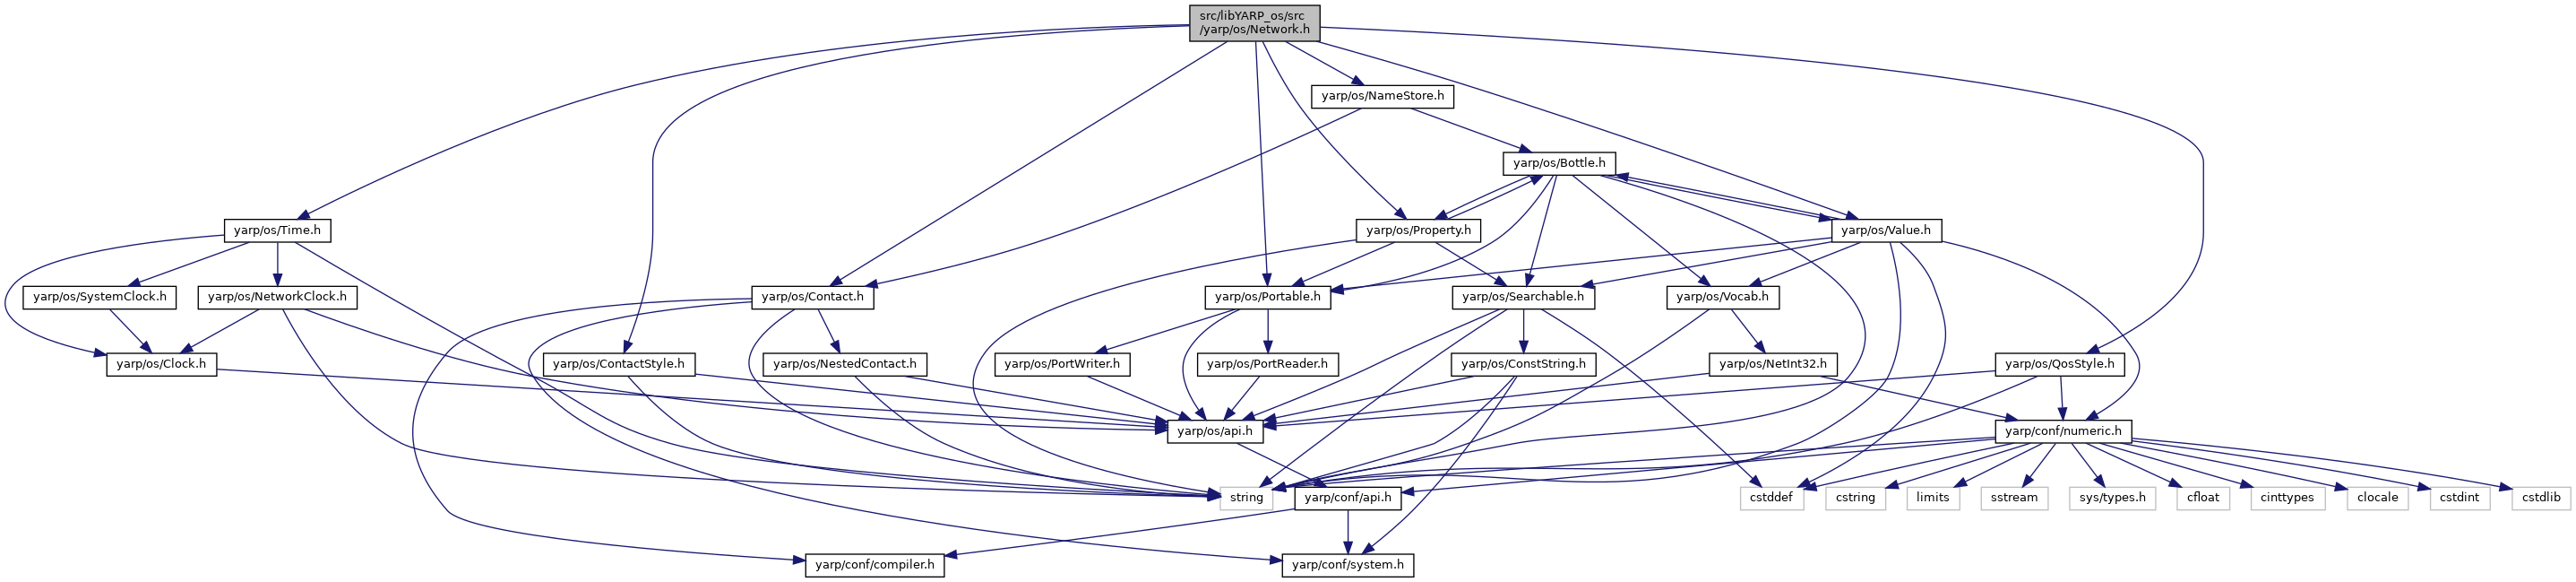 src/libYARP_os/src
/yarp/os/Network.h
yarp/os/NameStore.h
yarp/os/Bottle.h
yarp/os/Time.h
yarp/os/Property.h
yarp/os/Value.h
yarp/os/SystemClock.h
yarp/os/NetworkClock.h
yarp/os/Contact.h
yarp/os/Portable.h
yarp/os/Searchable.h
yarp/os/Vocab.h
yarp/os/Clock.h
yarp/os/ContactStyle.h
yarp/os/NestedContact.h
yarp/os/PortWriter.h
yarp/os/PortReader.h
yarp/os/ConstString.h
yarp/os/NetInt32.h
yarp/os/QosStyle.h
yarp/os/api.h
yarp/conf/numeric.h
string
yarp/conf/api.h
cstddef
cstring
limits
sstream
sys/types.h
cfloat
cinttypes
clocale
cstdint
cstdlib
yarp/conf/compiler.h
yarp/conf/system.h